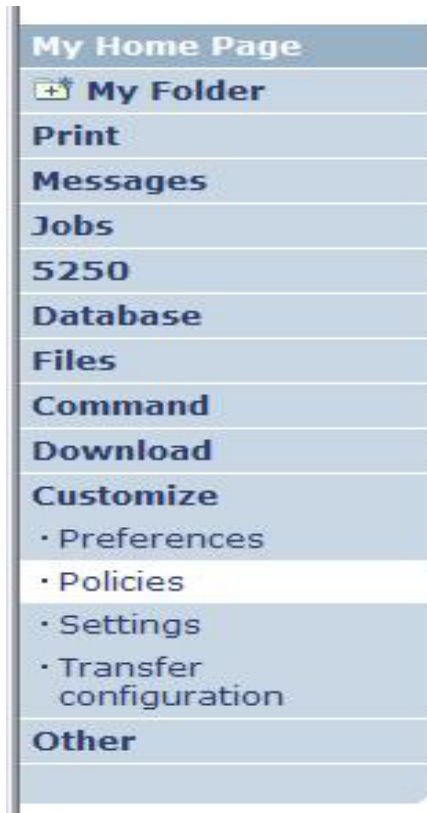 My Home Page
My Folder
Print
Messages
Jobs
5250
Database
Files
Command
Download
Customize
· Preferences
· Policies
· Settings
· Transfer
configuration
Other